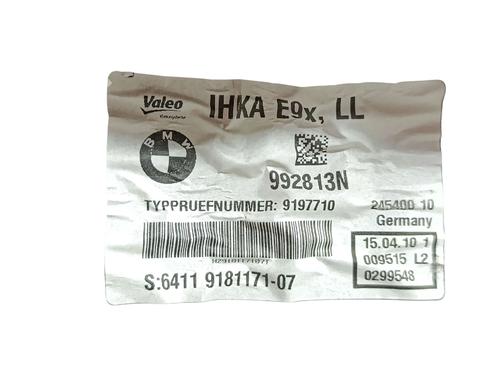 Valeo
IHKA E9x, LL
BMW
992813N
TYPPRUEFNUMMER: 9197710
245400 10
Germany
15.04.10 1
009515 L2
0299548
S:6411 9181171-07